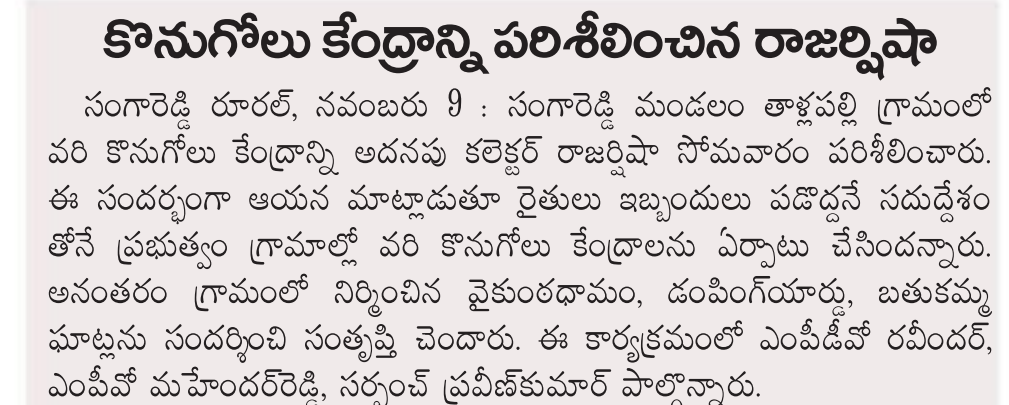 కొనుగోలు కేంద్రాన్ని పరిశీలించిన రాజర్షిషా
సంగారెడ్డి రూరల్, నవంబరు 9 : సంగారెడ్డి మండలం తాళ్లపల్లి గ్రామంలో
వరి కొనుగోలు కేంద్రాన్ని అదనపు కలెక్టర్ రాజర్షిషా సోమవారం పరిశీలించారు.
ఈ సందర్భంగా ఆయన మాట్లాడుతూ రైతులు ఇబ్బందులు పడొద్దనే సదుద్దేశం
తోనే ప్రభుత్వం గ్రామాల్లో వరి కొనుగోలు కేంద్రాలను ఏర్పాటు చేసిందన్నారు.
అనంతరం గ్రామంలో నిర్మించిన వైకుంఠధామం, డంపింగ్‌యార్డు, బతుకమ్మ
ఘాట్లను సందర్శించి సంతృప్తి చెందారు. ఈ కార్యక్రమంలో ఎంపీడీవో రవీందర్,
ఎంపీవో మహేందర్‌రెడ్డి, సర్పంచ్ ప్రవీణ్‌కుమార్ పాల్గొన్నారు.